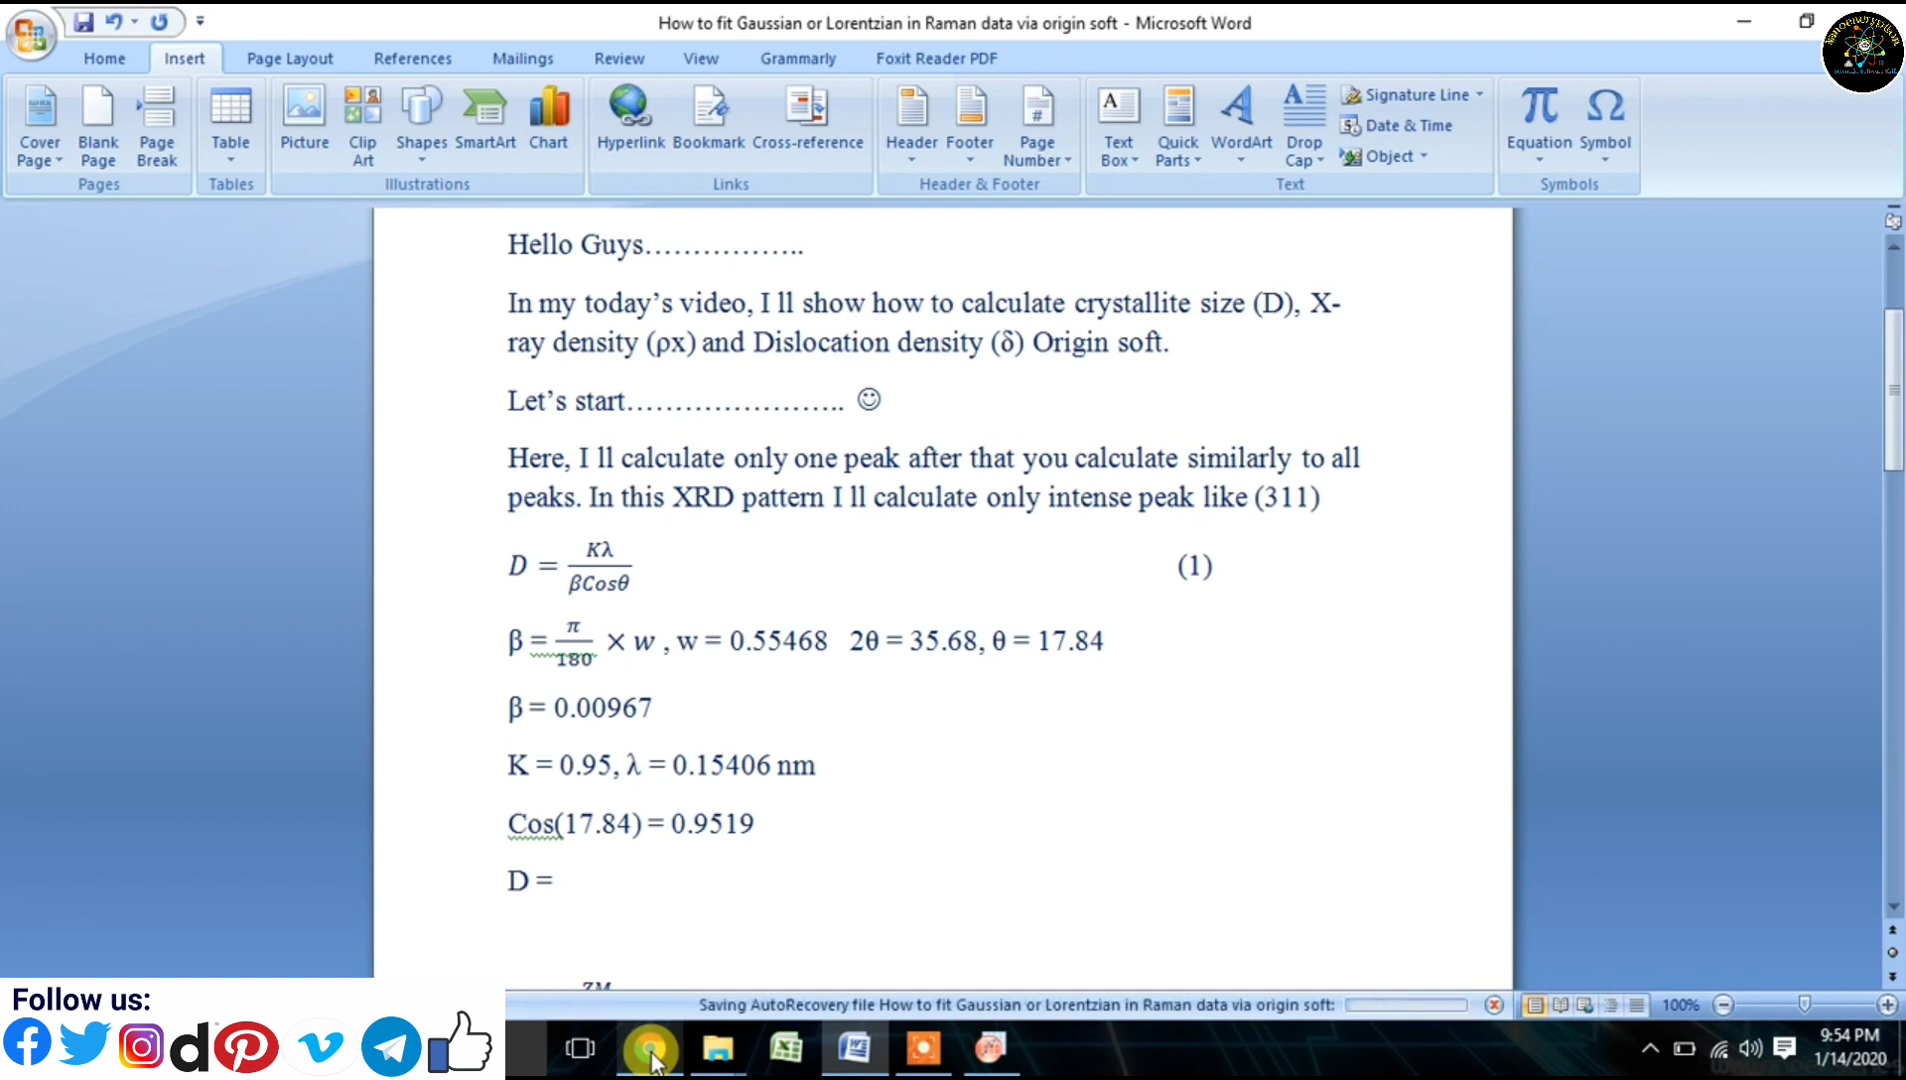 How to fit Gaussian or Lorentzian in Raman data via origin soft - Microsoft Word
Home Insert Page Layout References Mailings Review View Grammarly Foxit Reader PDF
Cover Page Blank Page Page Break Table Picture Clip Art Shapes SmartArt Chart Hyperlink Bookmark Cross-reference Header Footer Page Number Text Box Quick Parts WordArt Drop Cap Signature Line Date & Time Object Equation Symbol
Pages Tables Illustrations Links Header & Footer Text Symbols
Hello Guys……………..
In my today’s video, I ll show how to calculate crystallite size (D), X-
ray density (ρx) and Dislocation density (δ) Origin soft.
Let’s start………………….. ☺
Here, I ll calculate only one peak after that you calculate similarly to all
peaks. In this XRD pattern I ll calculate only intense peak like (311)
D = Kλ / βCosθ (1)
β = π / 180 × w , w = 0.55468 2θ = 35.68, θ = 17.84
β = 0.00967
K = 0.95, λ = 0.15406 nm
Cos(17.84) = 0.9519
D =
ZM
Follow us:
Saving AutoRecovery file How to fit Gaussian or Lorentzian in Raman data via origin soft: 100%
9:54 PM
1/14/2020